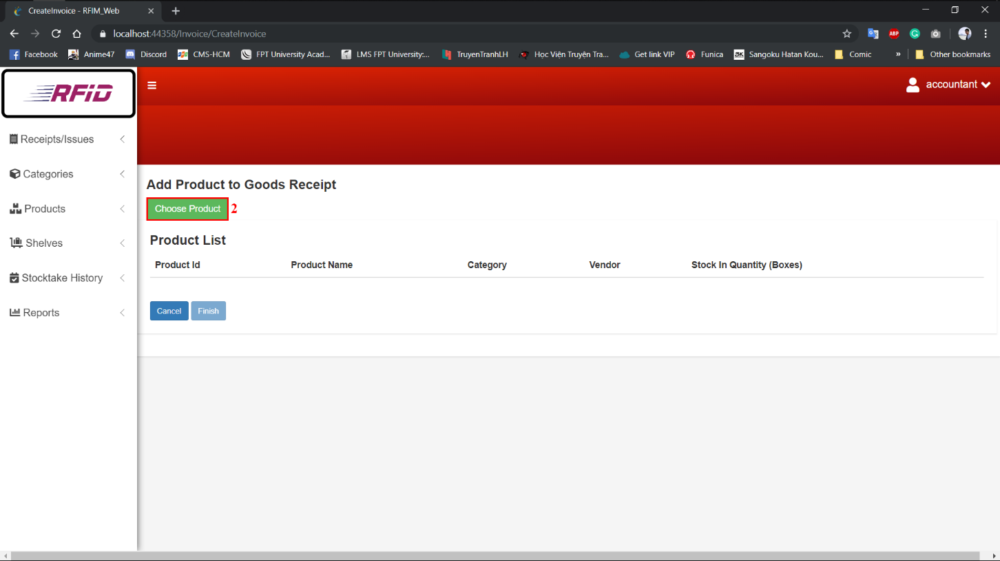 CreateInvoice - RFIM_Web
localhost:44358/Invoice/CreateInvoice
ABP
Facebook
Anime47
Discord
CMS-HCM
FPT University Acad...
LMS FPT University:...
TruyenTranhLH
Học Viện Truyện Tra...
Get link VIP
Funica
3K
Sangoku Hatan Kou...
Comic
»
Other bookmarks
RFiD
accountant
Receipts/Issues
Categories
Products
Shelves
Stocktake History
Reports
Add Product to Goods Receipt
Choose Product 2
Product List
Product Id Product Name Category Vendor Stock In Quantity (Boxes)
Cancel Finish